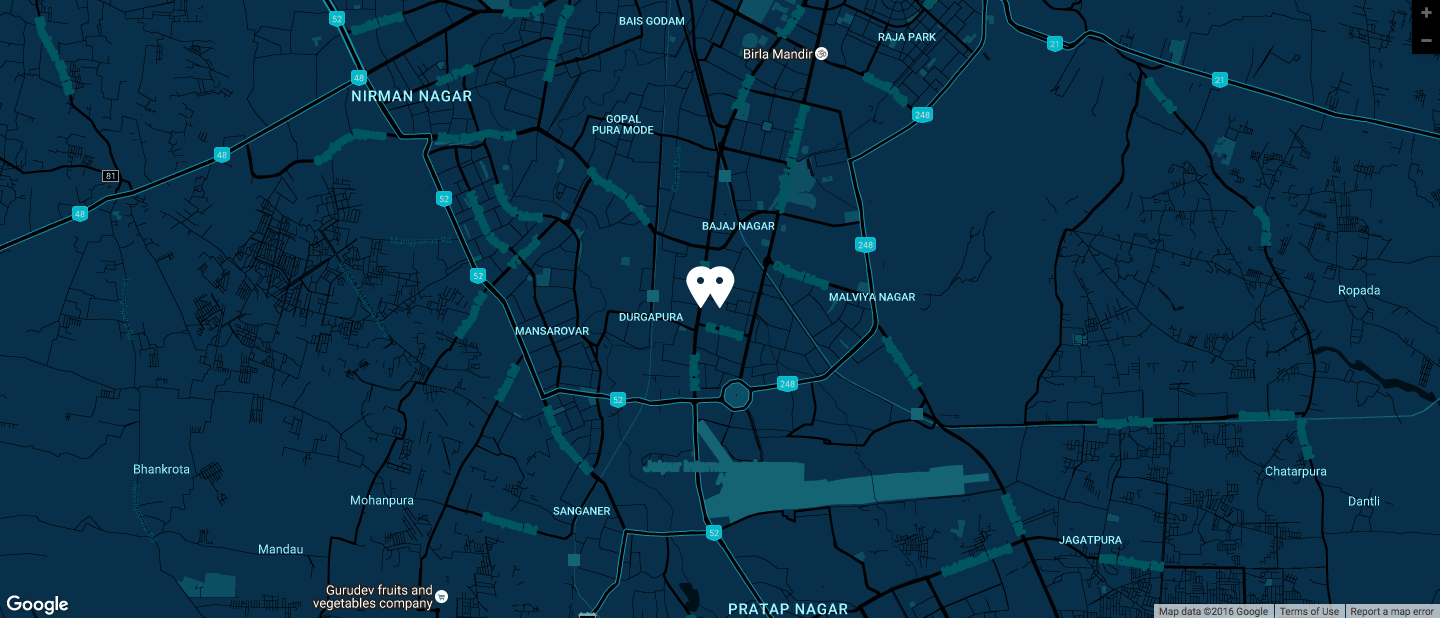 52
BAIS GODAM
RAJA PARK
+
21
Birla Mandir
−
48
21
NIRMAN NAGAR
248
GOPAL
PURA MODE
48
81
52
48
BAJAJ NAGAR
248
52
Ropada
MALVIYA NAGAR
DURGAPURA
MANSAROVAR
248
52
Bhankrota
Chatarpura
Mohanpura
Dantli
SANGANER
52
JAGATPURA
Mandau
Gurudev fruits and
vegetables company
Google
PRATAP NAGAR
Map data ©2016 Google
Terms of Use
Report a map error